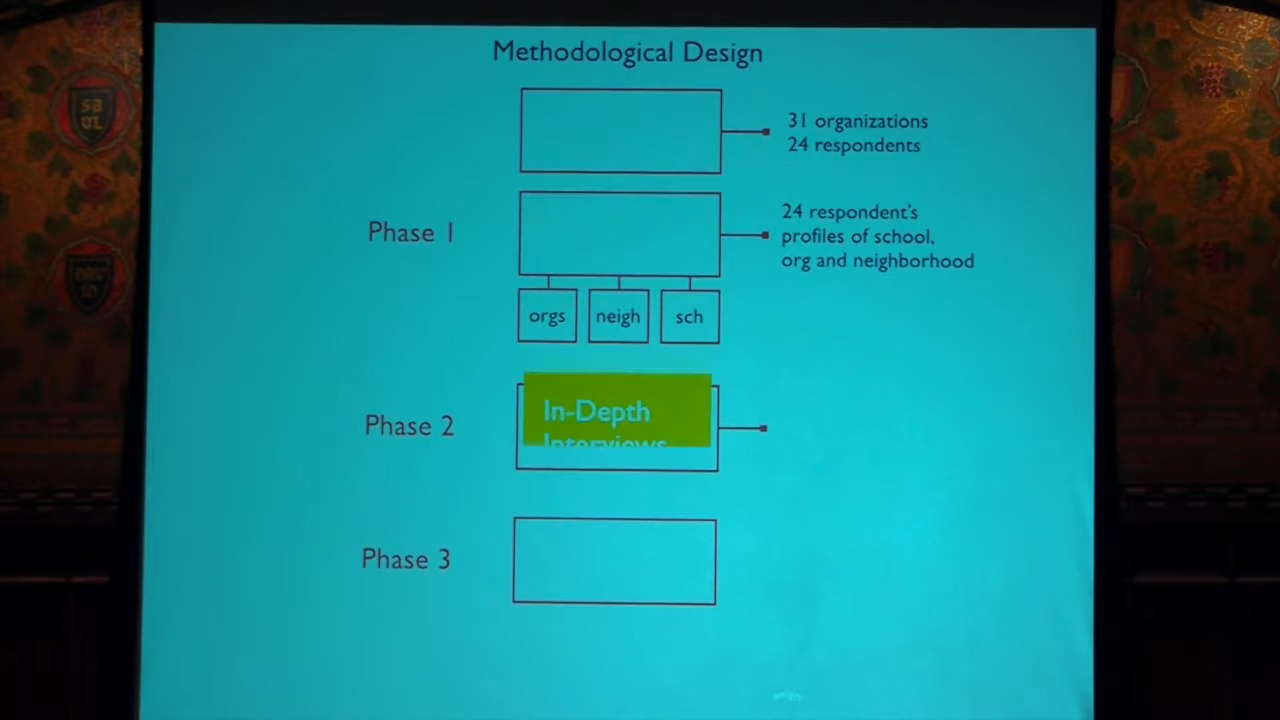 Methodological Design
31 organizations
24 respondents
Phase 1
24 respondent's
profiles of school,
org and neighborhood
orgs
neigh
sch
Phase 2
In-Depth
Interviews
Phase 3